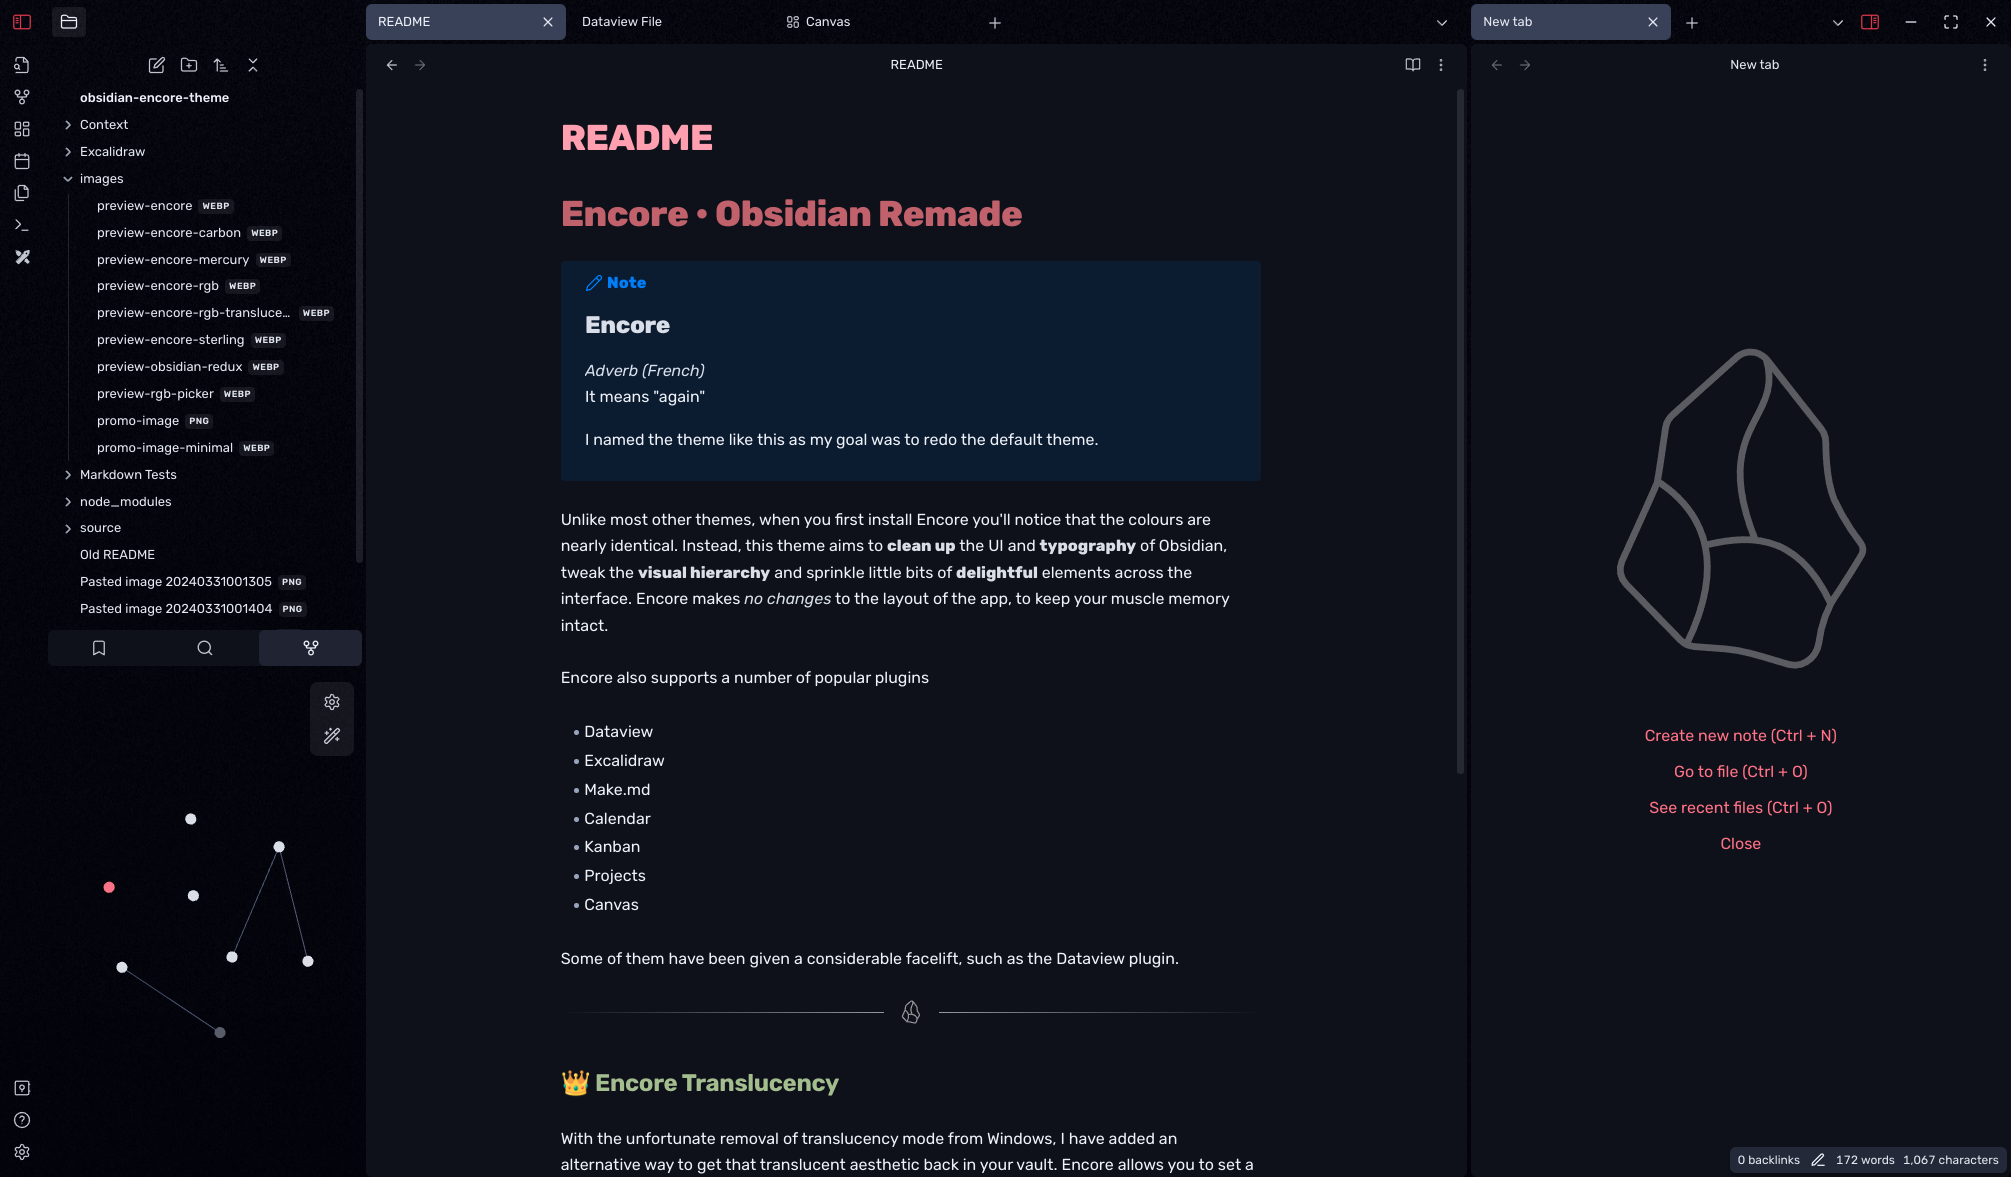 README
Dataview File
Canvas
New tab
README
New tab
obsidian-encore-theme
Context
Excalidraw
images
preview-encore WEBP
preview-encore-carbon WEBP
preview-encore-mercury WEBP
preview-encore-rgb WEBP
preview-encore-rgb-transluce... WEBP
preview-encore-sterling WEBP
preview-obsidian-redux WEBP
preview-rgb-picker WEBP
promo-image PNG
promo-image-minimal WEBP
Markdown Tests
node_modules
source
Old README
Pasted image 20240331001305 PNG
Pasted image 20240331001404 PNG
README
Encore • Obsidian Remade
Note
Encore
Adverb (French)
It means "again"
I named the theme like this as my goal was to redo the default theme.
Unlike most other themes, when you first install Encore you'll notice that the colours are
nearly identical. Instead, this theme aims to clean up the UI and typography of Obsidian,
tweak the visual hierarchy and sprinkle little bits of delightful elements across the
interface. Encore makes no changes to the layout of the app, to keep your muscle memory
intact.
Encore also supports a number of popular plugins
• Dataview
• Excalidraw
• Make.md
• Calendar
• Kanban
• Projects
• Canvas
Some of them have been given a considerable facelift, such as the Dataview plugin.
👑 Encore Translucency
With the unfortunate removal of translucency mode from Windows, I have added an
alternative way to get that translucent aesthetic back in your vault. Encore allows you to set a
Create new note (Ctrl + N)
Go to file (Ctrl + O)
See recent files (Ctrl + O)
Close
0 backlinks 172 words 1,067 characters